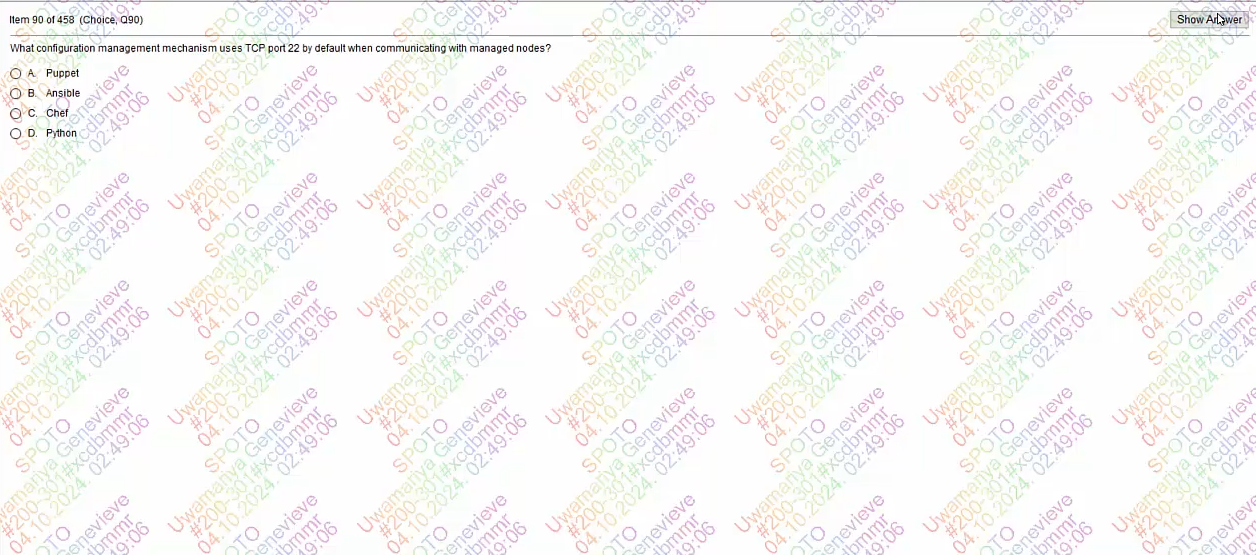 Item 90 of 458 (Choice, Q90)
Show Answer
What configuration management mechanism uses TCP port 22 by default when communicating with managed nodes?
A. Puppet
B. Ansible
C. Chef
D. Python
Uwamariya Genevieve
SPOTO
#200-301#xcdbmmr
04.10.2024. 02:49:06